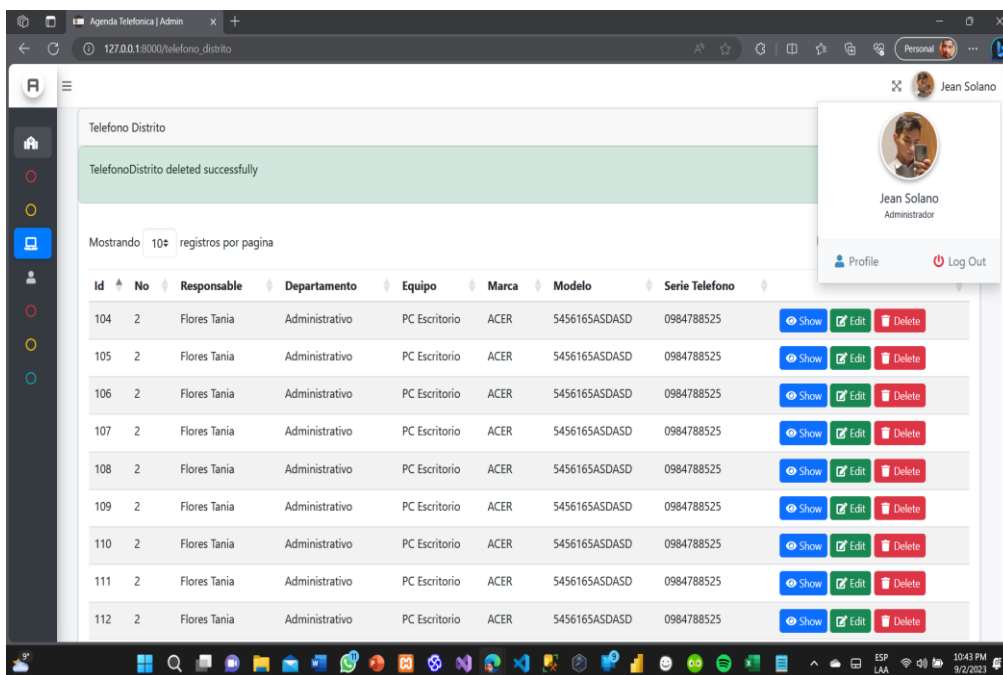 Agenda Telefonica | Admin
127.0.0.1:8000/telefono_distrito
Personal
Jean Solano
Telefono Distrito
TelefonoDistrito deleted successfully
Jean Solano
Administrador
Profile
Log Out
Mostrando 10 registros por pagina
Id No Responsable Departamento Equipo Marca Modelo Serie Telefono
104 2 Flores Tania Administrativo PC Escritorio ACER 5456165ASDASD 0984788525 Show Edit Delete
105 2 Flores Tania Administrativo PC Escritorio ACER 5456165ASDASD 0984788525 Show Edit Delete
106 2 Flores Tania Administrativo PC Escritorio ACER 5456165ASDASD 0984788525 Show Edit Delete
107 2 Flores Tania Administrativo PC Escritorio ACER 5456165ASDASD 0984788525 Show Edit Delete
108 2 Flores Tania Administrativo PC Escritorio ACER 5456165ASDASD 0984788525 Show Edit Delete
109 2 Flores Tania Administrativo PC Escritorio ACER 5456165ASDASD 0984788525 Show Edit Delete
110 2 Flores Tania Administrativo PC Escritorio ACER 5456165ASDASD 0984788525 Show Edit Delete
111 2 Flores Tania Administrativo PC Escritorio ACER 5456165ASDASD 0984788525 Show Edit Delete
112 2 Flores Tania Administrativo PC Escritorio ACER 5456165ASDASD 0984788525 Show Edit Delete
9°
ESP
LAA
10:43 PM
9/2/2023